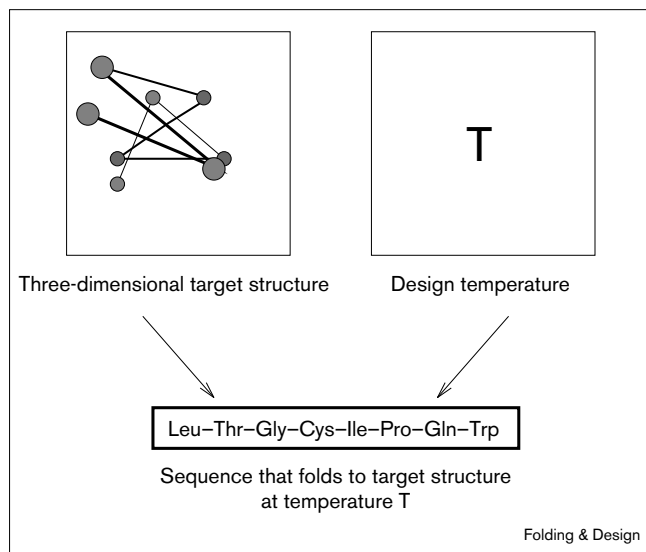 T
Three-dimensional target structure
Design temperature
Leu–Thr–Gly–Cys–Ile–Pro–Gln–Trp
Sequence that folds to target structure
at temperature T
Folding & Design